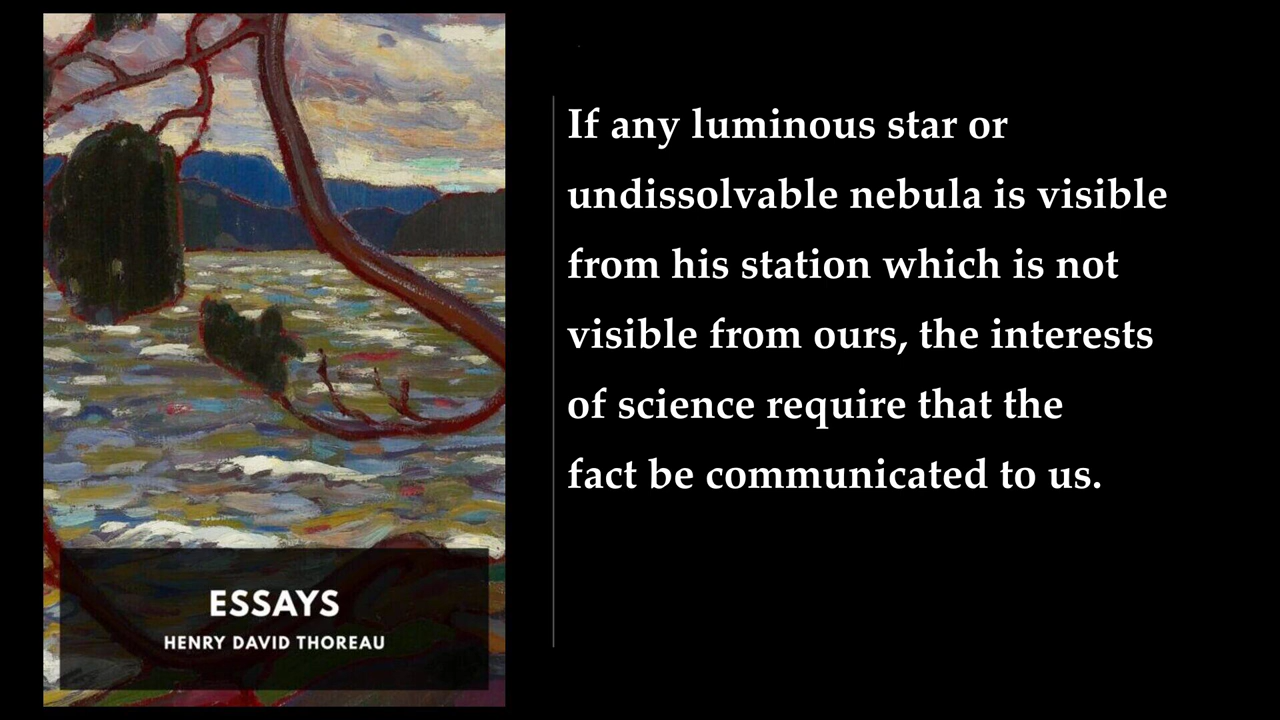 If any luminous star or
undissolvable nebula is visible
from his station which is not
visible from ours, the interests
of science require that the
fact be communicated to us.
ESSAYS
HENRY DAVID THOREAU